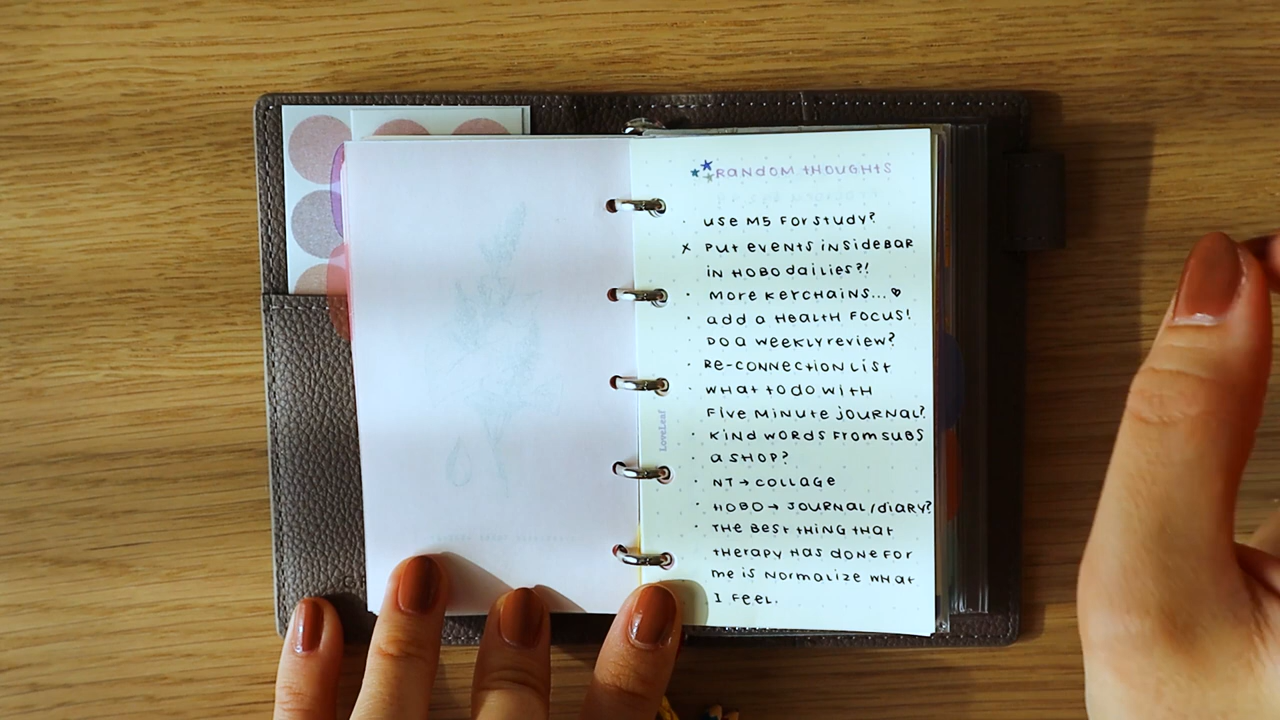 RANDOM THOUGHTS
· USE M5 FOR STUDY?
x PUT EVENTS IN SIDEBAR
IN HOBO dailies?!
· MORE KEYCHAINS... ♡
· add a HEALTH FOCUS!
· DO A weeklyreview?
· RE-CONNECTION LIST
· WHAT TO DO WITH
FIVE MINUTE JOURNAL?
· KIND WORDS FROM SUBS
· a SHOP?
· NT → COLLAGE
· HOBO → JOURNAL/diARY?
· THE BEST tHiNG tHAt
tHeRAPY HAS DONE FOR
me is NORMALIZE WHAt
I FeeL.
LoveLeaf